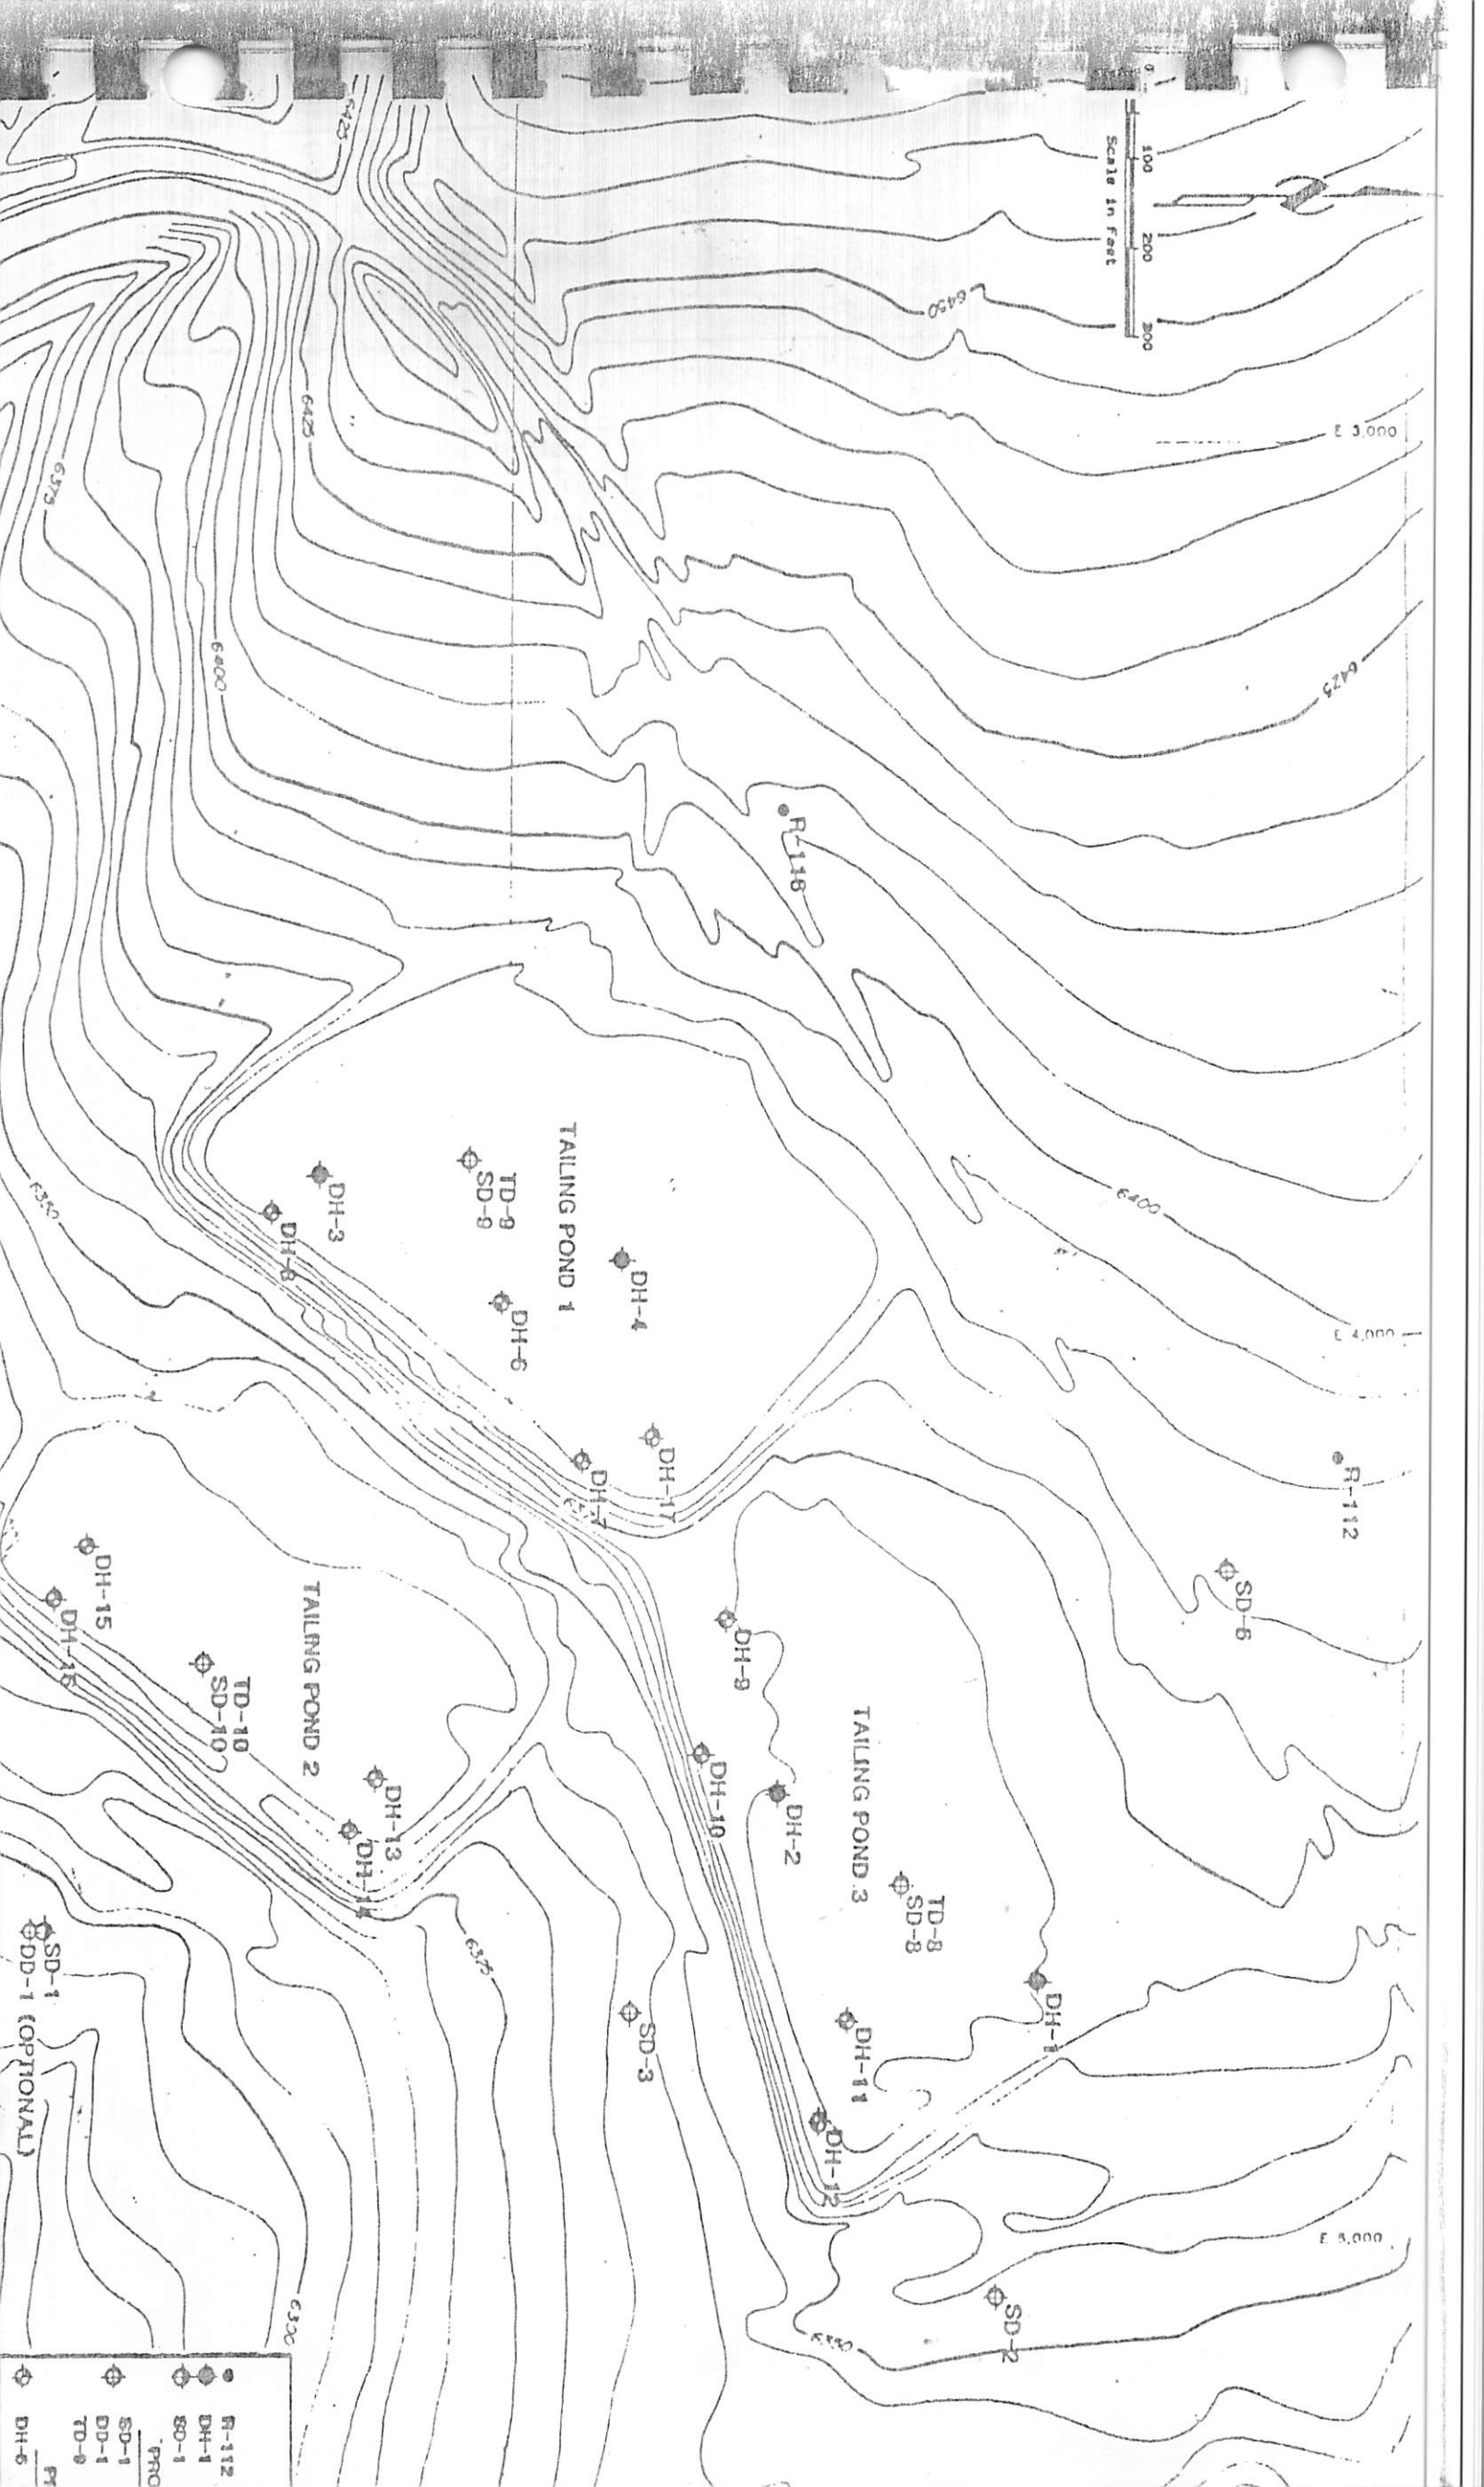 0
100
200
300
Scale in Feet
6425
6450
E 3,000
6425
6375
6400
6425
R-116
6400
E 4,000
R-112
SD-6
TAILING POND 1
DH-4
TD-9
SD-9
DH-3
DH-8
DH-6
DH-17
DH-7
6350
TAILING POND 3
DH-9
DH-10
DH-2
TD-8
SD-8
DH-1
DH-11
DH-12
TAILING POND 2
DH-15
DH-16
TD-10
SD-10
DH-13
DH-14
6375
SD-3
SD-1
DD-1 (OPTIONAL)
E 5,000
SD-2
6350
6300
R-112
DH-1
SD-1
SD-1
DD-1
DH-6